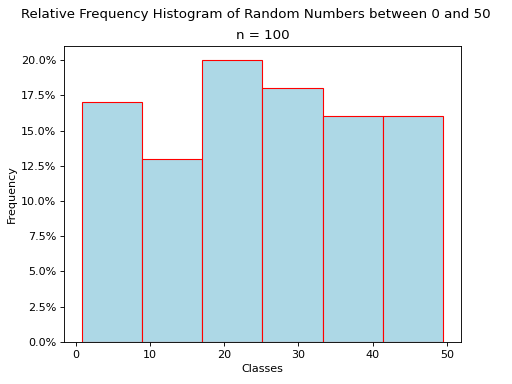 Relative Frequency Histogram of Random Numbers between 0 and 50
n = 100
20.0%
17.5%
15.0%
12.5%
10.0%
7.5%
5.0%
2.5%
0.0%
Frequency
0 10 20 30 40 50
Classes